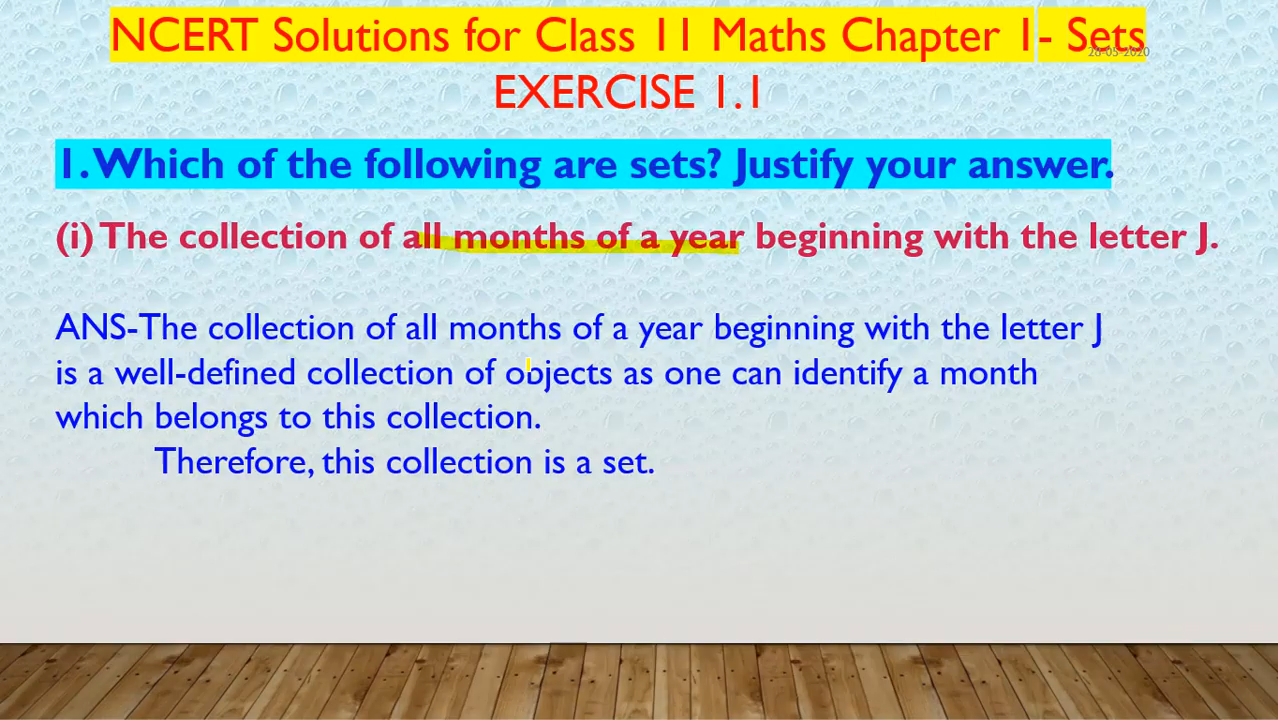 NCERT Solutions for Class 11 Maths Chapter 1- Sets
28-05-2020
EXERCISE 1.1
1. Which of the following are sets? Justify your answer.
(i) The collection of all months of a year beginning with the letter J.
ANS-The collection of all months of a year beginning with the letter J
is a well-defined collection of objects as one can identify a month
which belongs to this collection.
Therefore, this collection is a set.